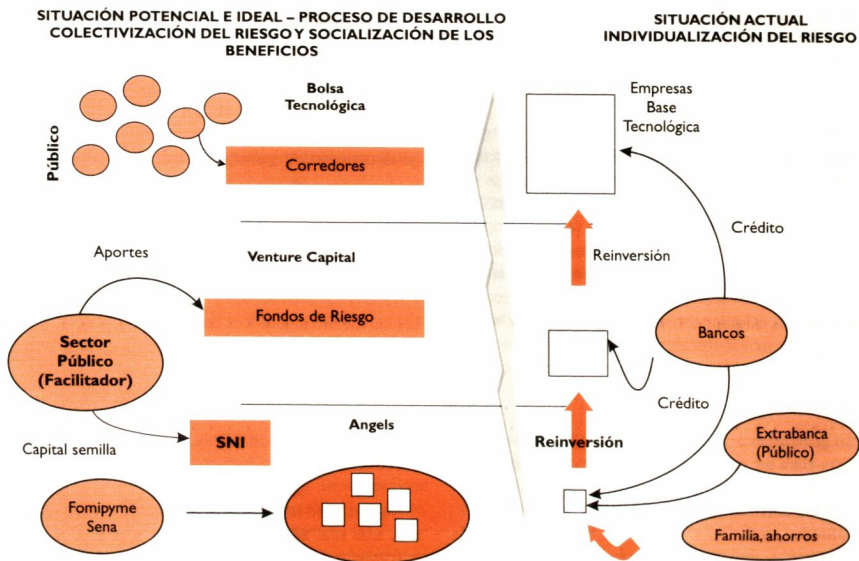 SITUACIÓN POTENCIAL E IDEAL – PROCESO DE DESARROLLO
COLECTIVIZACIÓN DEL RIESGO Y SOCIALIZACIÓN DE LOS
BENEFICIOS
SITUACIÓN ACTUAL
INDIVIDUALIZACIÓN DEL RIESGO
Público
Bolsa
Tecnológica
Corredores
Empresas
Base
Tecnológica
Crédito
Aportes
Venture Capital
Reinversión
Fondos de Riesgo
Sector
Público
(Facilitador)
Bancos
Crédito
Capital semilla
SNI
Angels
Reinversión
Extrabanca
(Público)
Fomipyme
Sena
Familia, ahorros